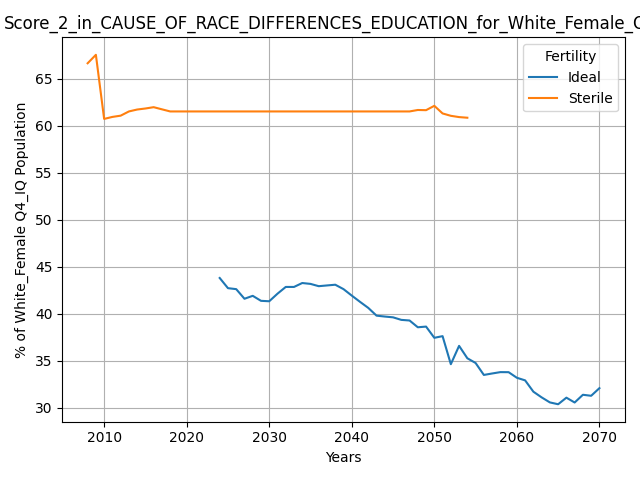 Score_2_in_CAUSE_OF_RACE_DIFFERENCES_EDUCATION_for_White_Female_
Fertility
Ideal
Sterile
% of White_Female Q4_IQ Population
65
60
55
50
45
40
35
30
2010 2020 2030 2040 2050 2060 2070
Years